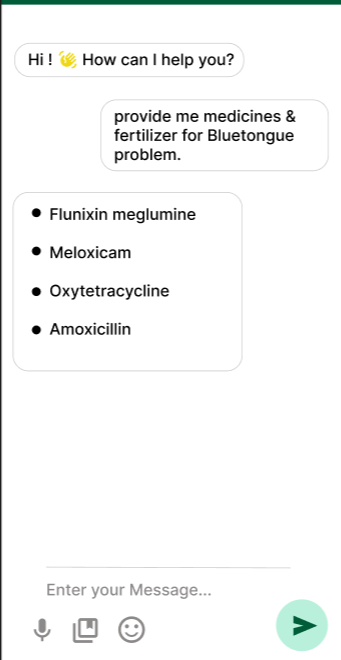 Hi ! 👋 How can I help you?
provide me medicines &
fertilizer for Bluetongue
problem.
Flunixin meglumine
Meloxicam
Oxytetracycline
Amoxicillin
Enter your Message...